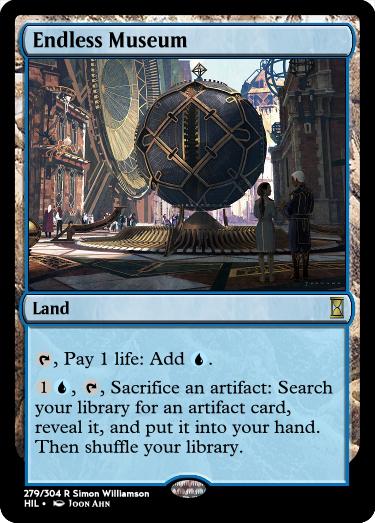 Endless Museum
Land
, Pay 1 life: Add .
1 , , Sacrifice an artifact: Search
your library for an artifact card,
reveal it, and put it into your hand.
Then shuffle your library.
279/304 R Simon Williamson
HIL • Joon Ahn